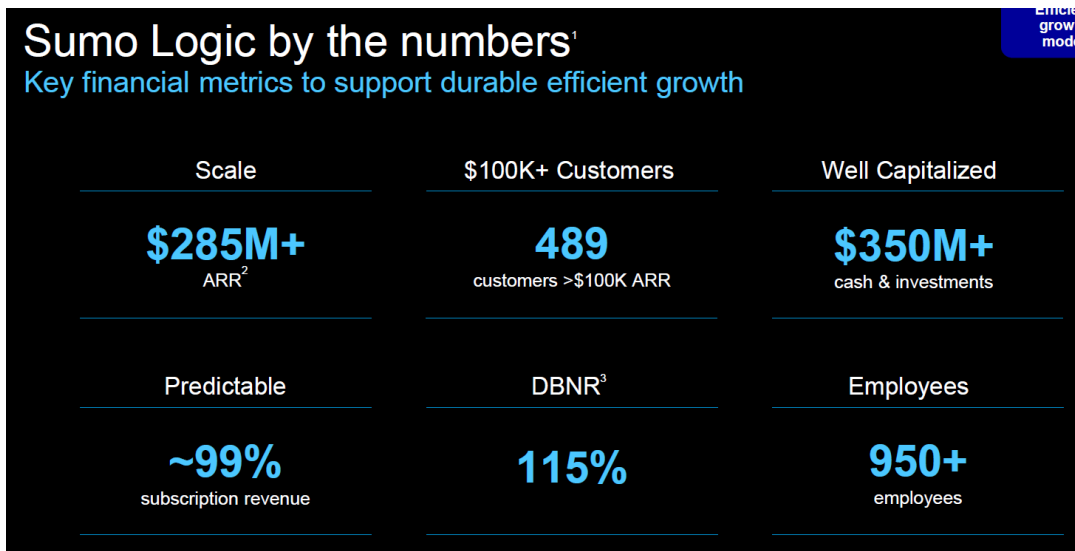 Sumo Logic by the numbers¹
Key financial metrics to support durable efficient growth
Scale
$285M+
ARR²
$100K+ Customers
489
customers >$100K ARR
Well Capitalized
$350M+
cash & investments
Predictable
~99%
subscription revenue
DBNR³
115%
Employees
950+
employees